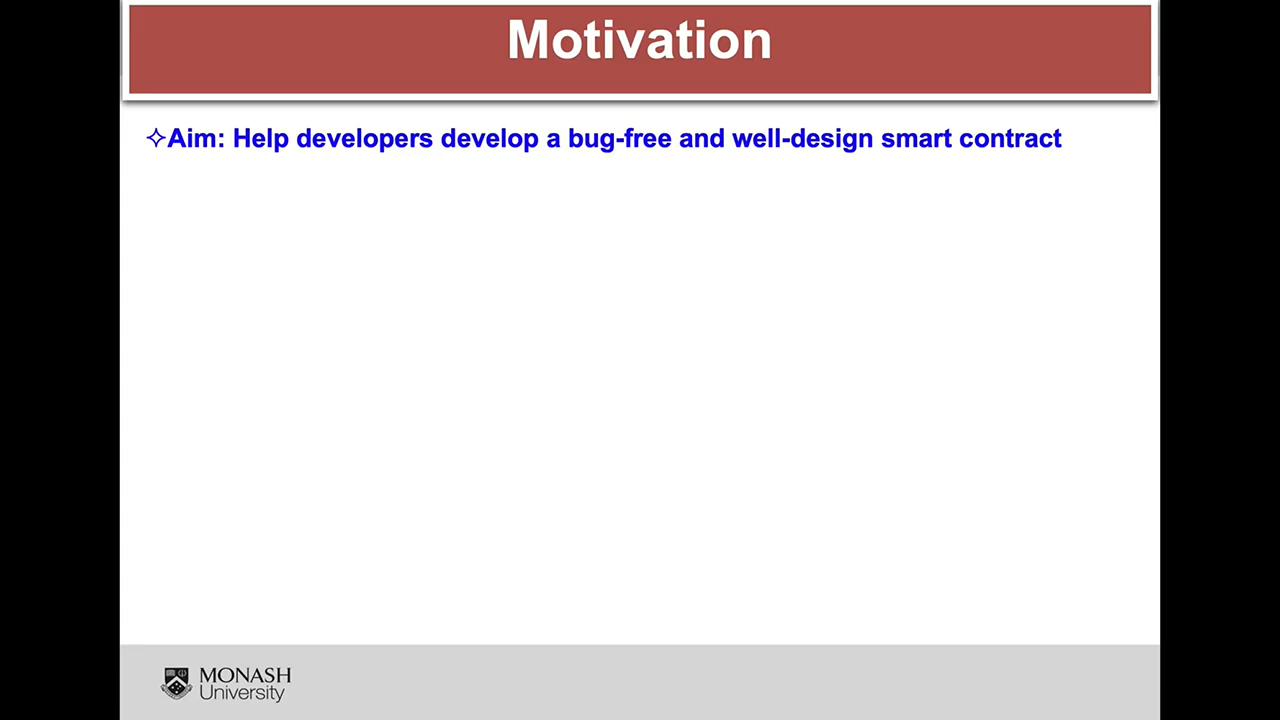 Motivation
✧Aim: Help developers develop a bug-free and well-design smart contract
MONASH
University